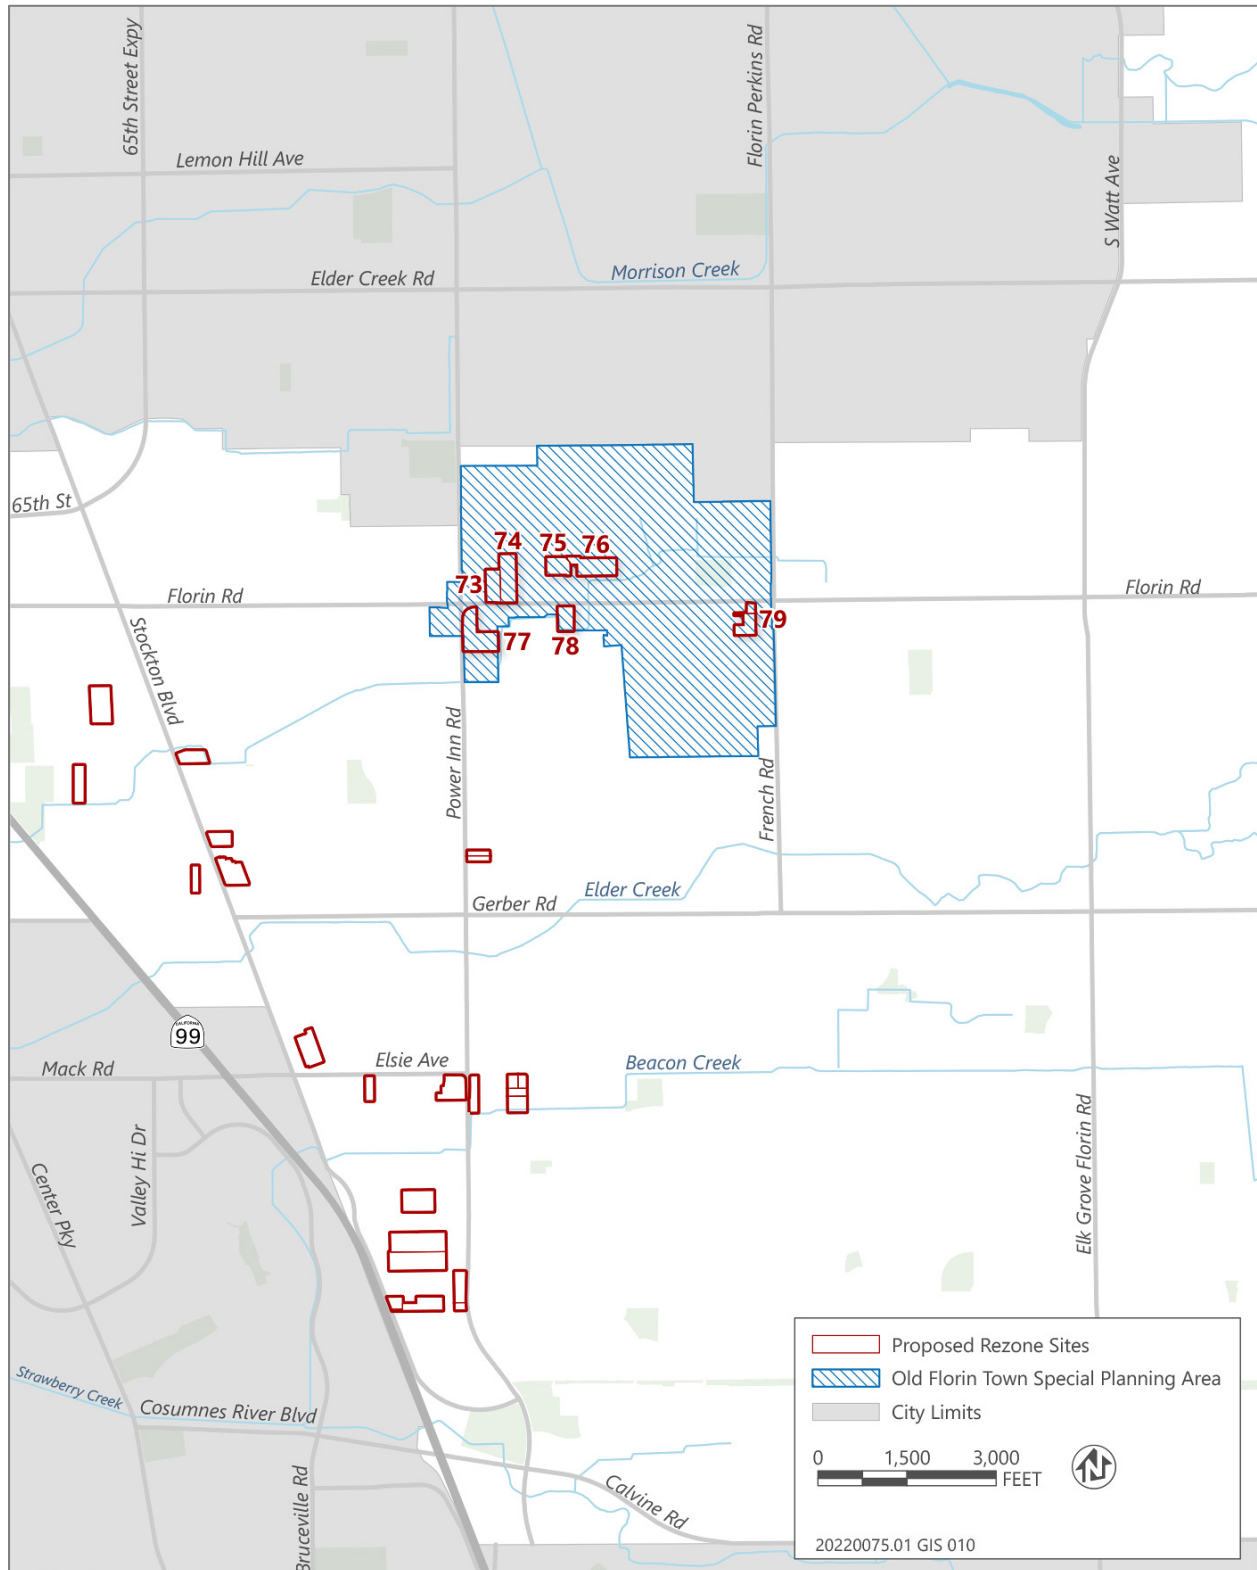 65th Street Expy
Florin Perkins Rd
Lemon Hill Ave
S Watt Ave
Elder Creek Rd
Morrison Creek
65th St
74
75
76
73
Florin Rd
Florin Rd
79
77
78
Stockton Blvd
Power Inn Rd
French Rd
Elder Creek
Gerber Rd
CALIFORNIA
99
Mack Rd
Elsie Ave
Beacon Creek
Valley Hi Dr
Center Pky
Elk Grove Florin Rd
Strawberry Creek
Cosumnes River Blvd
Bruceville Rd
Calvine Rd
Proposed Rezone Sites
Old Florin Town Special Planning Area
City Limits
0 1,500 3,000
FEET
N
20220075.01 GIS 010